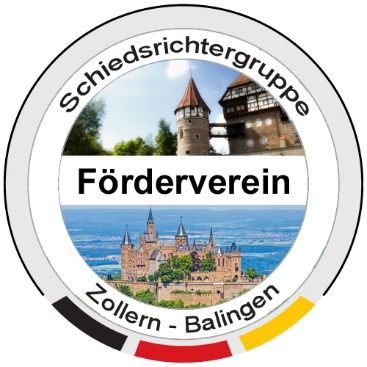 Schiedsrichtergruppe
Förderverein
Zollern - Balingen